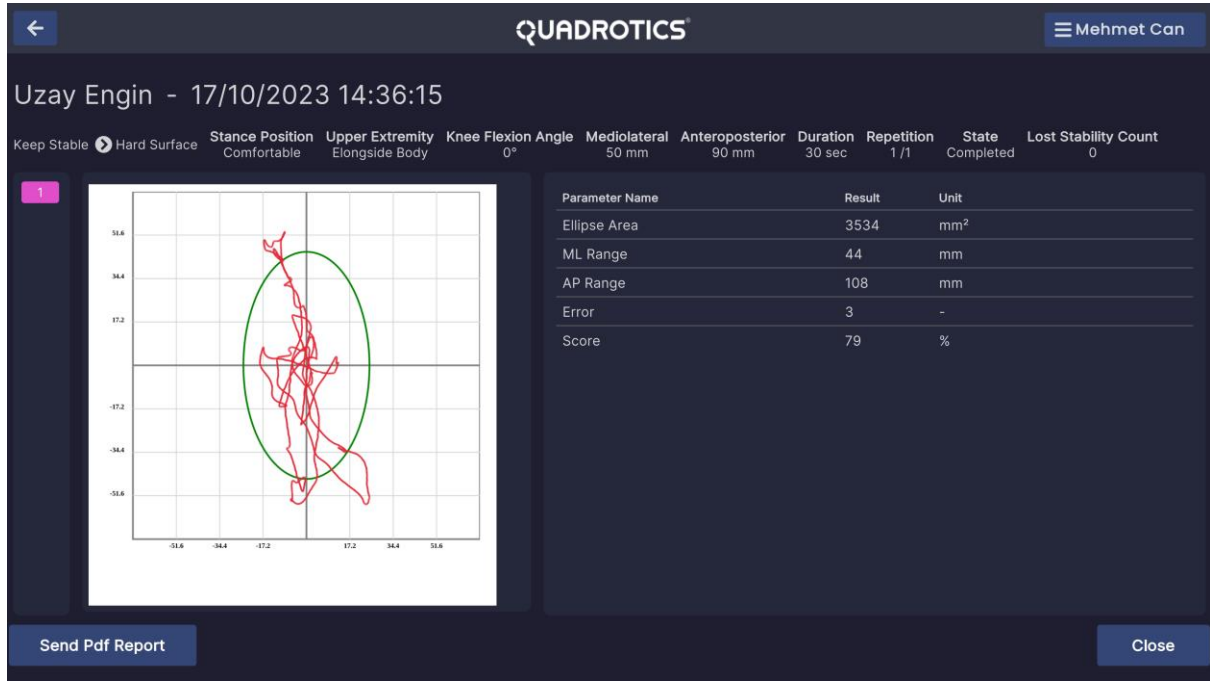 QUADROTICS
Mehmet Can
Uzay Engin - 17/10/2023 14:36:15
Keep Stable Hard Surface
Stance Position Upper Extremity Knee Flexion Angle Mediolateral Anteroposterior Duration Repetition State Lost Stability Count
Comfortable Elongside Body 0° 50 mm 90 mm 30 sec 1 /1 Completed 0
1
51.6
34.4
17.2
-17.2
-34.4
-51.6
-51.6 -34.4 -17.2 17.2 34.4 51.6
Parameter Name Result Unit
Ellipse Area 3534 mm²
ML Range 44 mm
AP Range 108 mm
Error 3 -
Score 79 %
Send Pdf Report
Close